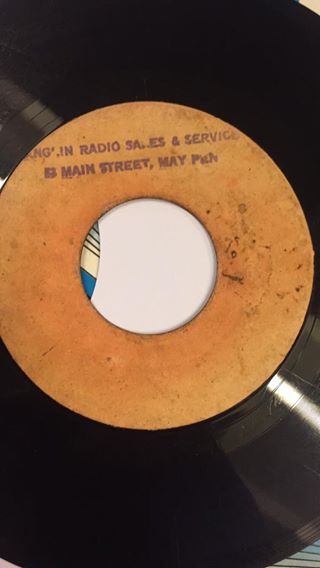 RADIO SALES & SERVICE
MAIN STREET, MAY PEN